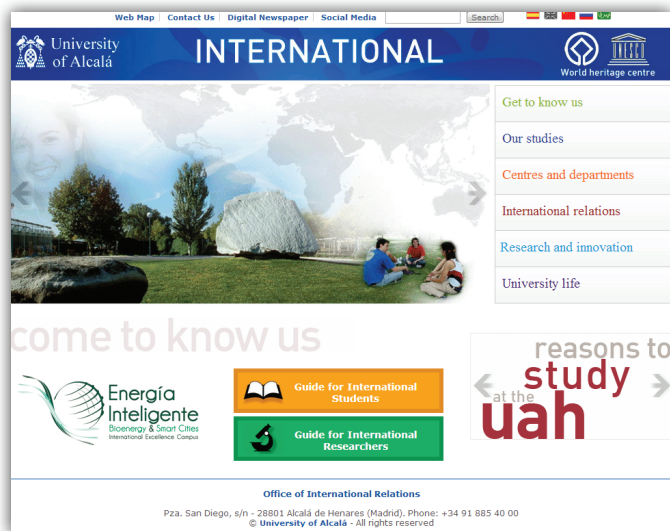 Web Map | Contact Us | Digital Newspaper | Social Media Search
University
of Alcalá
INTERNATIONAL
UNESCO
World heritage centre
Get to know us
Our studies
Centres and departments
International relations
Research and innovation
University life
come to know us
reasons to
study
at the
uah
Energía
Inteligente
Bioenergy & Smart Cities
International Excellence Campus
Guide for International
Students
Guide for International
Researchers
Office of International Relations
Pza. San Diego, s/n - 28801 Alcalá de Henares (Madrid). Phone: +34 91 885 40 00
© University of Alcalá - All rights reserved